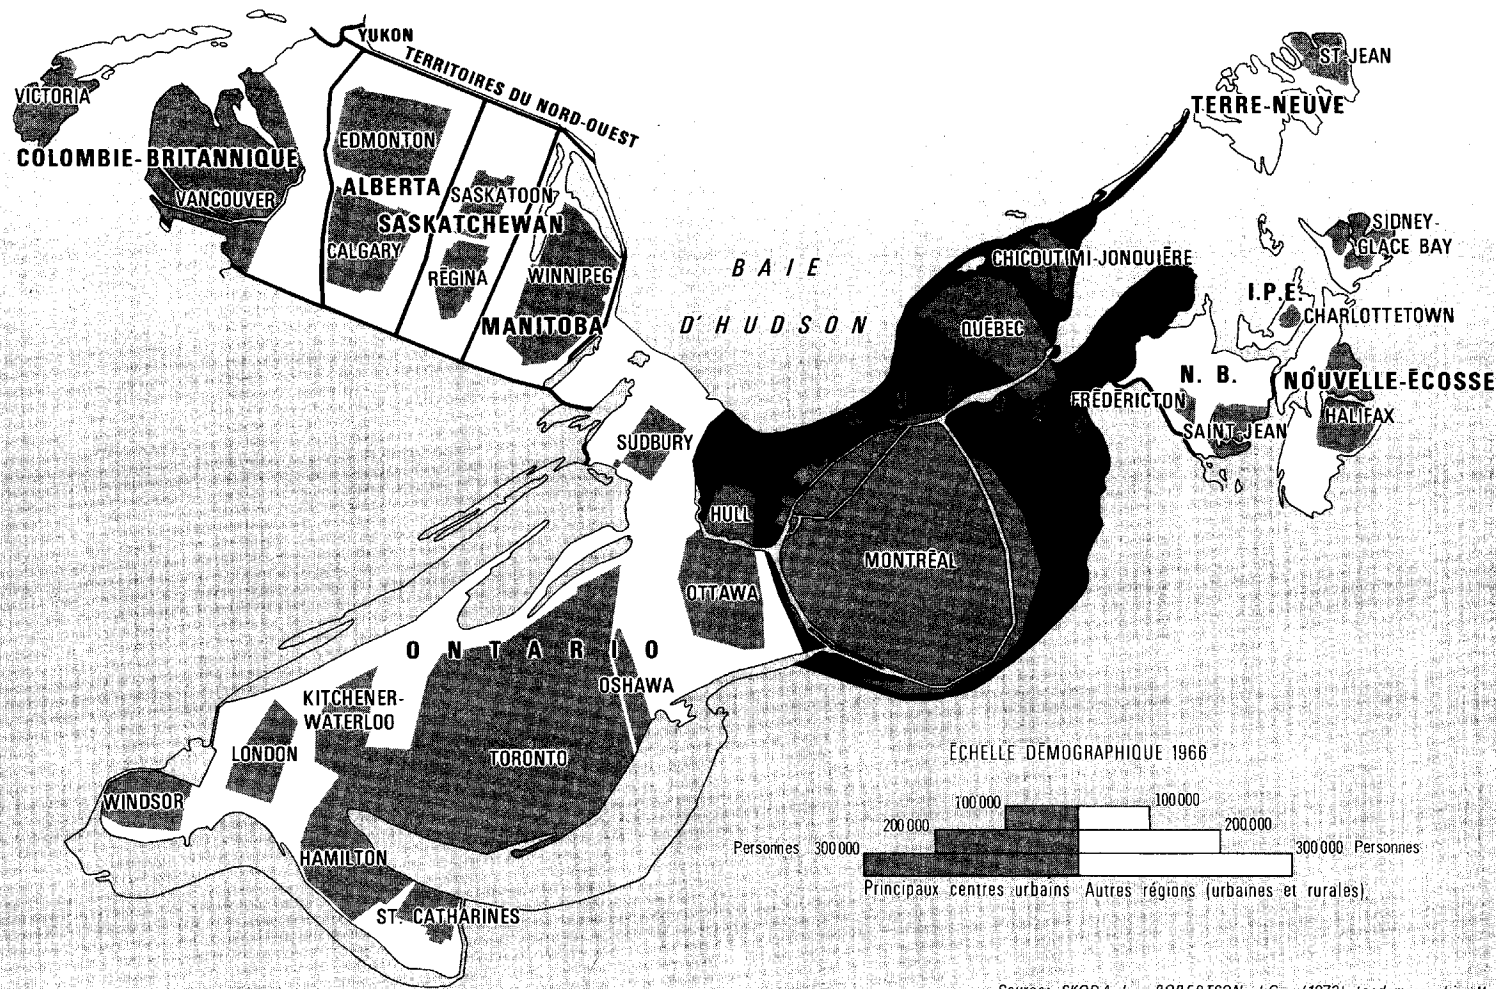 YUKON
TERRITOIRES DU NORD-OUEST
VICTORIA
COLOMBIE-BRITANNIQUE
VANCOUVER
EDMONTON
ALBERTA
CALGARY
SASKATOON
SASKATCHEWAN
RÉGINA
WINNIPEG
MANITOBA
BAIE
D'HUDSON
ST-JEAN
TERRE-NEUVE
SIDNEY-
GLACE BAY
CHICOUTIMI-JONQUIÈRE
I.P.E.
CHARLOTTETOWN
QUÉBEC
N. B.
NOUVELLE-ÉCOSSE
FRÉDÉRICTON
SAINT-JEAN
HALIFAX
SUDBURY
HULL
MONTRÉAL
OTTAWA
ONTARIO
OSHAWA
KITCHENER-
WATERLOO
LONDON
TORONTO
WINDSOR
HAMILTON
ST. CATHARINES
ÉCHELLE DÉMOGRAPHIQUE 1966
100 000 100 000
200 000 200 000
Personnes 300 000 300 000 Personnes
Principaux centres urbains Autres régions (urbaines et rurales).